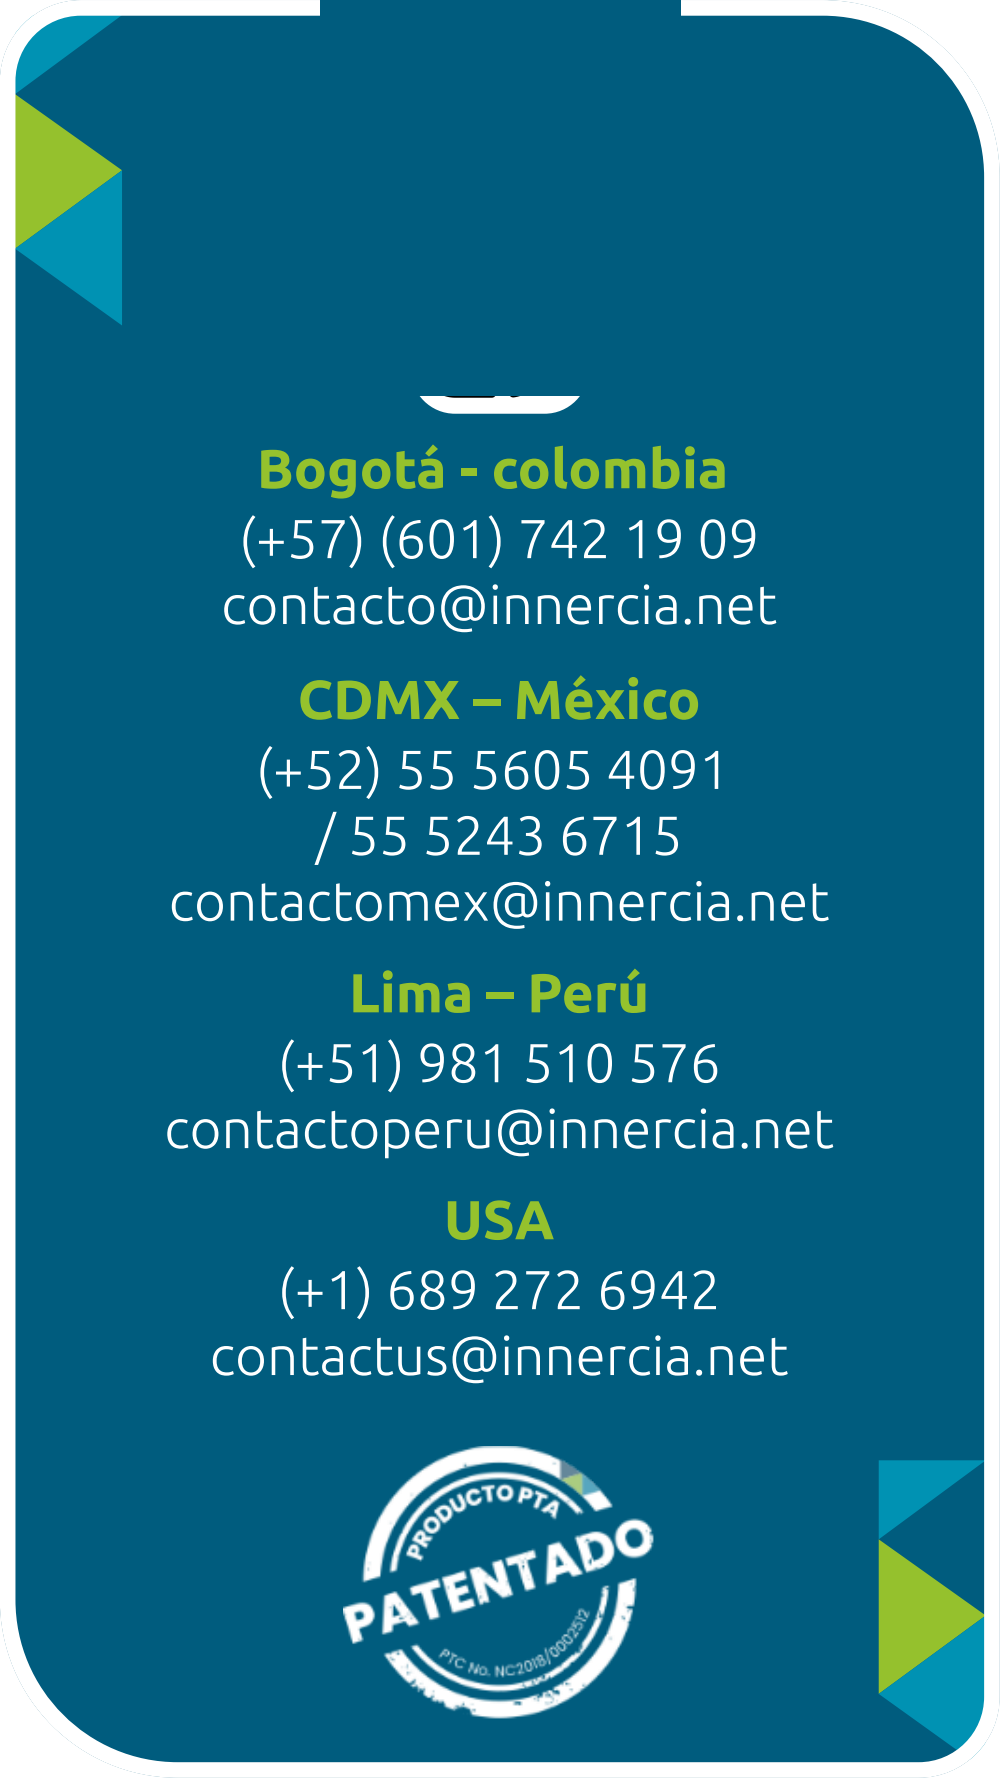 Bogotá - colombia
(+57) (601) 742 19 09
contacto@innercia.net
CDMX – México
(+52) 55 5605 4091
/ 55 5243 6715
contactomex@innercia.net
Lima – Perú
(+51) 981 510 576
contactoperu@innercia.net
USA
(+1) 689 272 6942
contactus@innercia.net
PRODUCTO PTA
PATENTADO
PTC No. NC2018/0002512